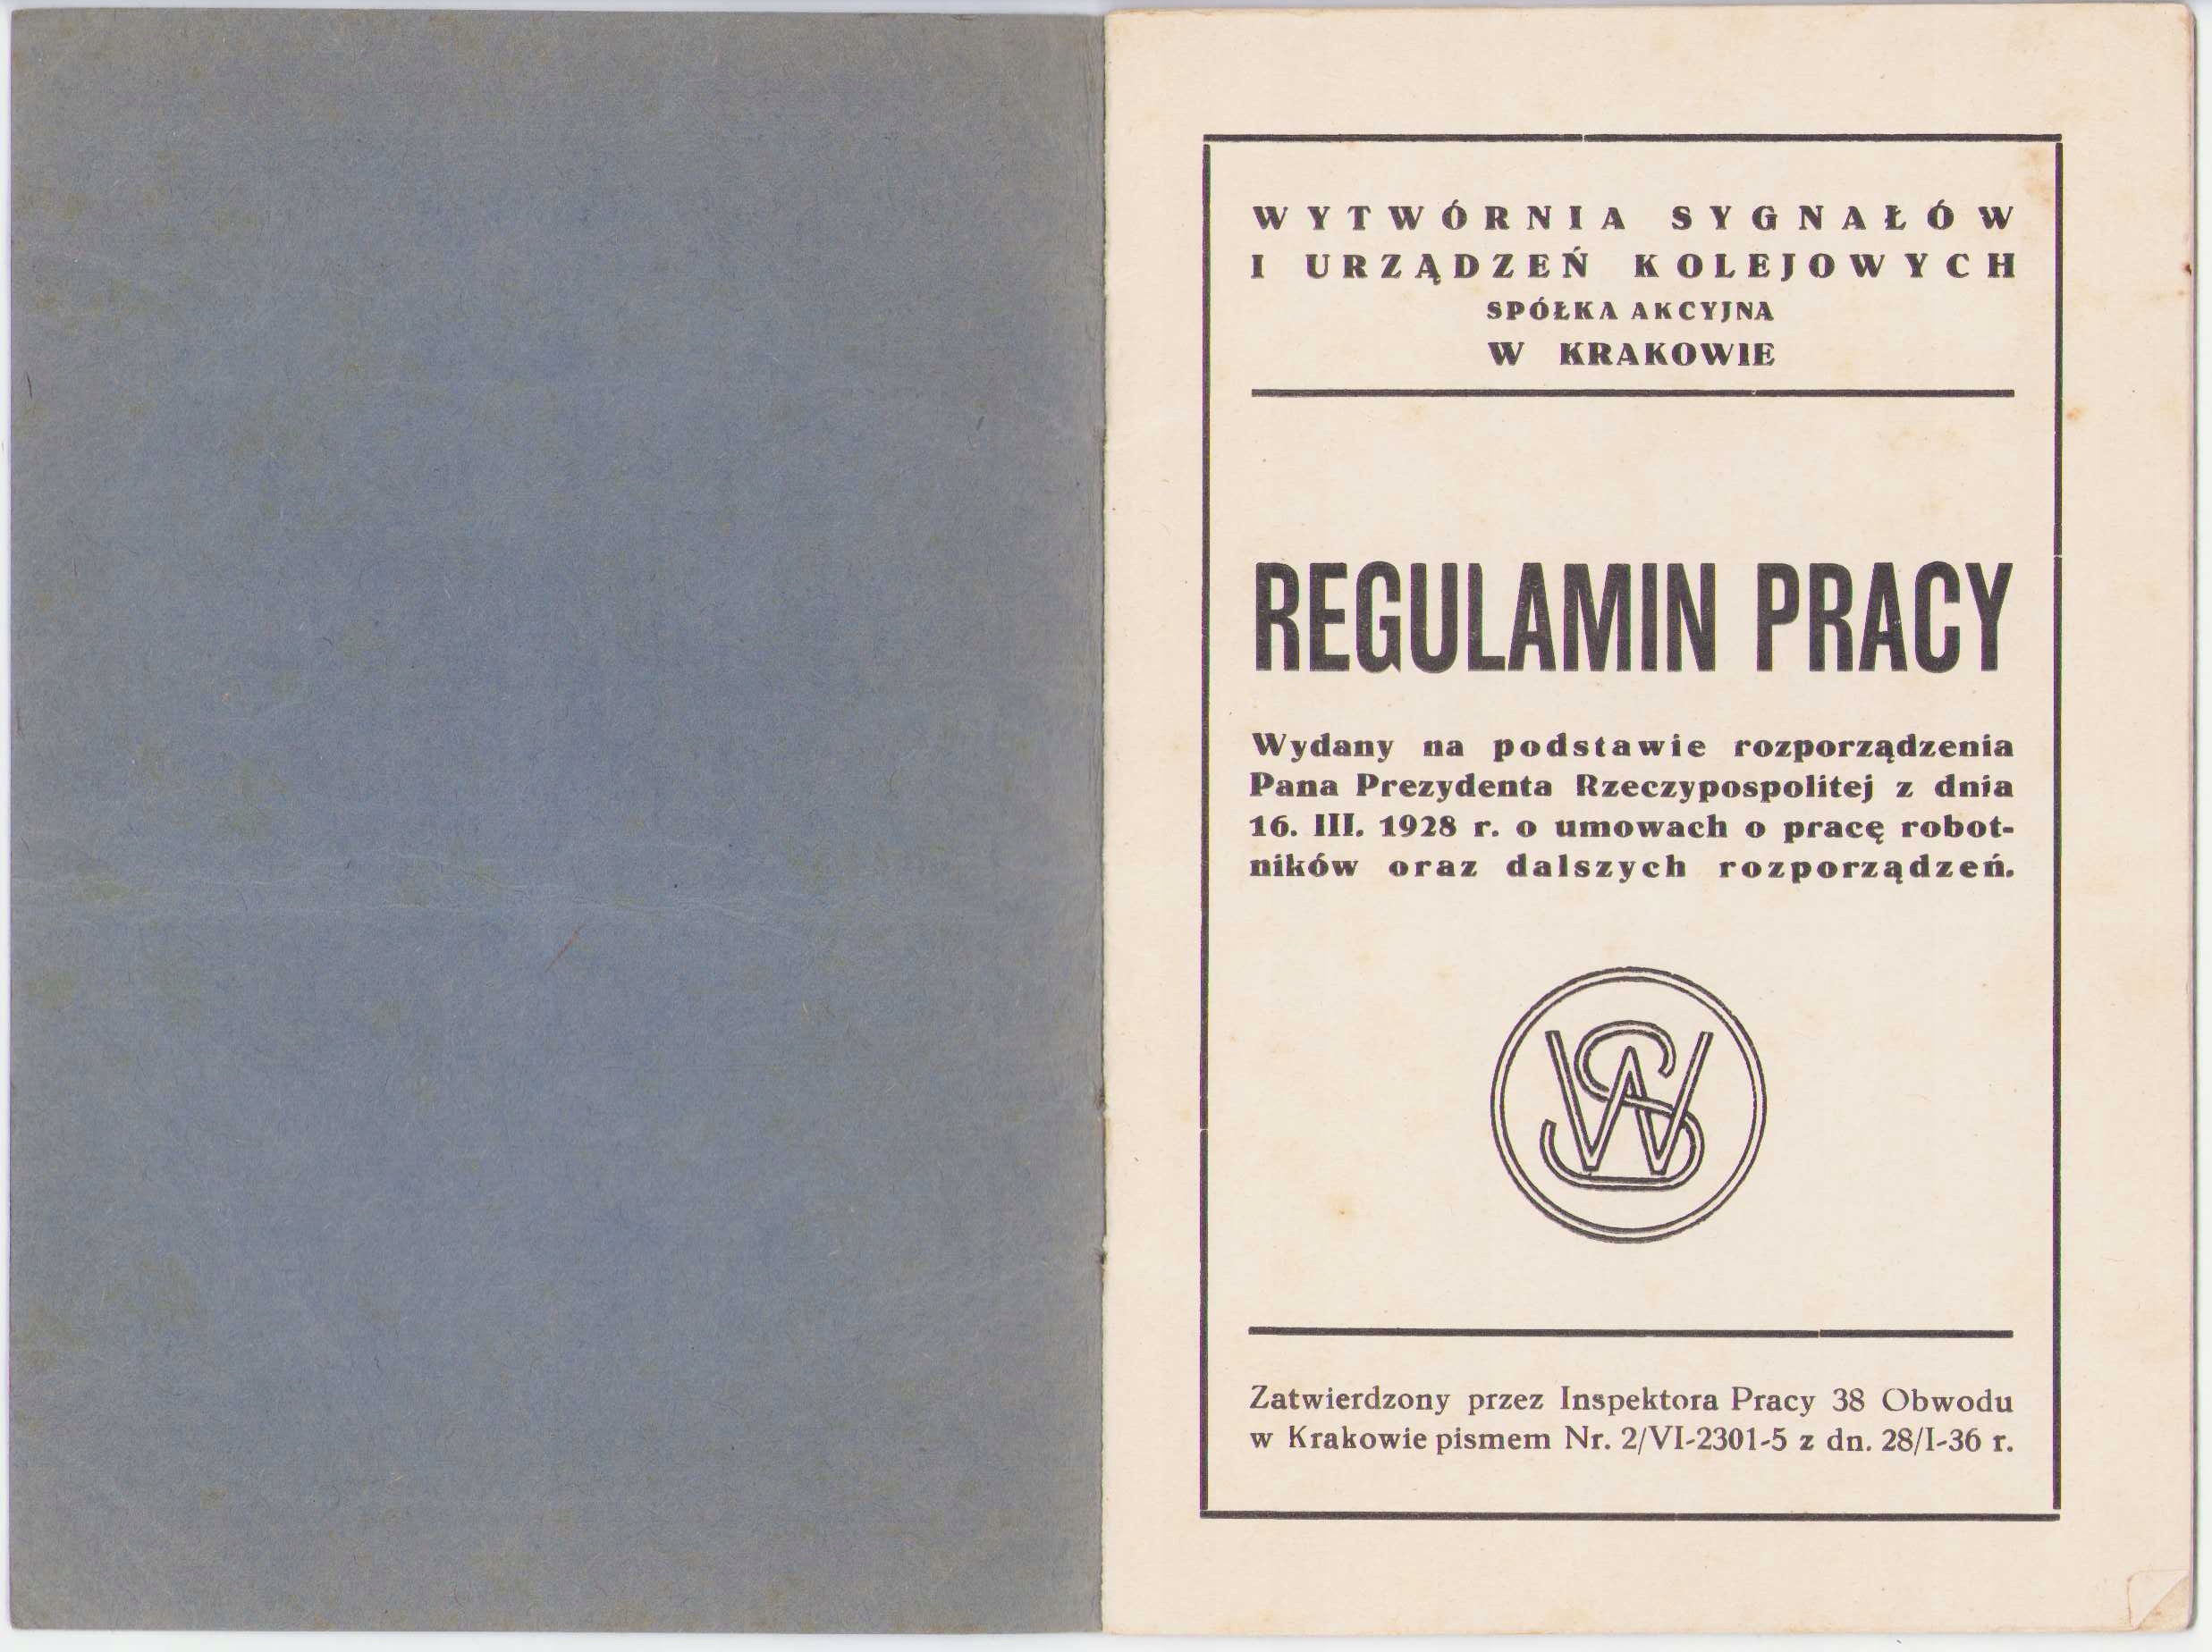 WYTWÓRNIA SYGNAŁÓW
I URZĄDZEŃ KOLEJOWYCH
SPÓŁKA AKCYJNA
W KRAKOWIE
REGULAMIN PRACY
Wydany na podstawie rozporządzenia
Pana Prezydenta Rzeczypospolitej z dnia
16. III. 1928 r. o umowach o pracę robot-
ników oraz dalszych rozporządzeń.
WS
Zatwierdzony przez Inspektora Pracy 38 Obwodu
w Krakowie pismem Nr. 2/VI-2301-5 z dn. 28/I-36 r.